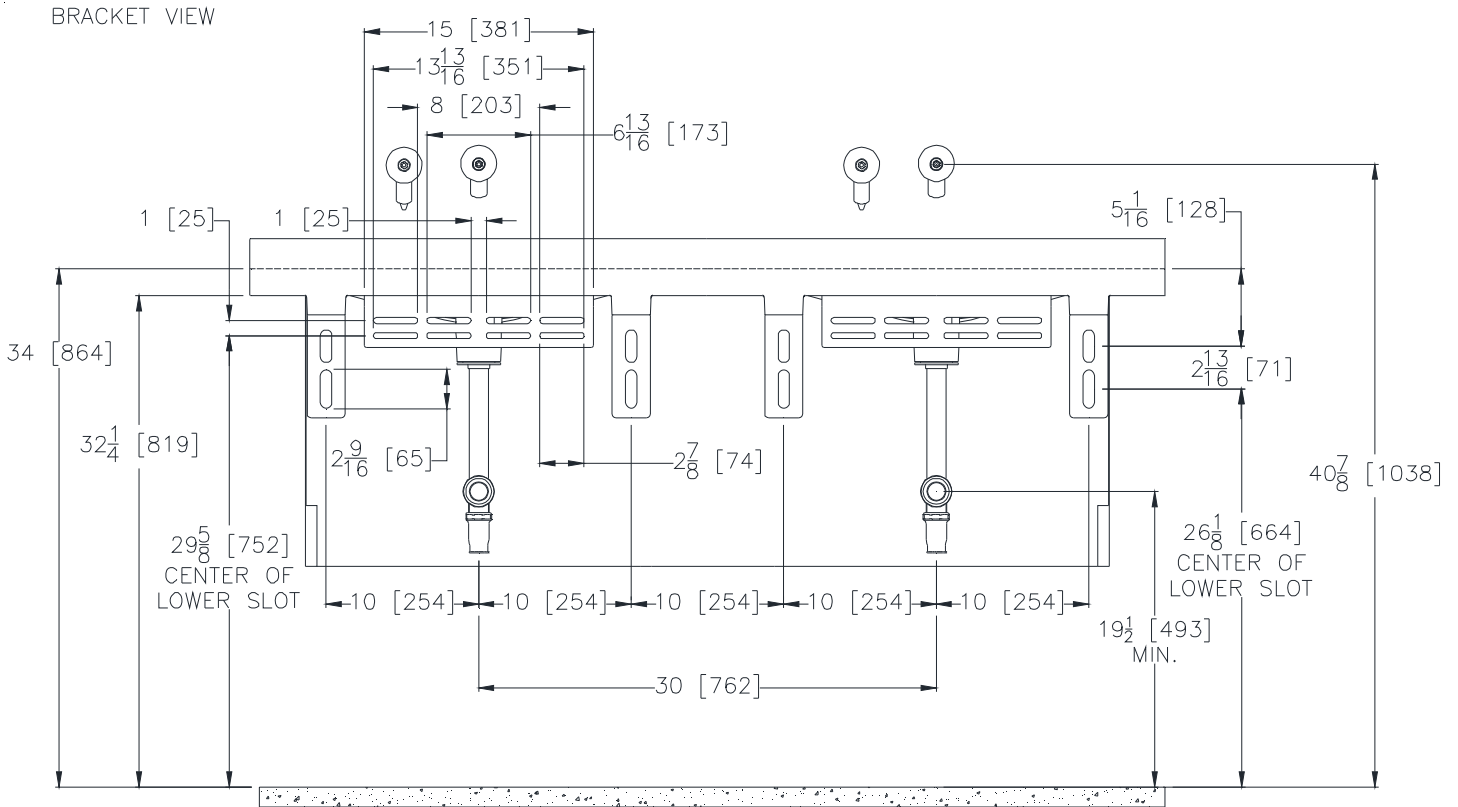 BRACKET VIEW
15 [381]
13 13/16 [351]
8 [203]
6 13/16 [173]
1 [25]
1 [25]
5 1/16 [128]
34 [864]
2 13/16 [71]
32 1/4 [819]
2 9/16 [65]
2 7/8 [74]
40 7/8 [1038]
29 5/8 [752]
CENTER OF
LOWER SLOT
26 1/8 [664]
CENTER OF
LOWER SLOT
10 [254]
10 [254]
10 [254]
10 [254]
10 [254]
19 1/2 [493]
MIN.
30 [762]